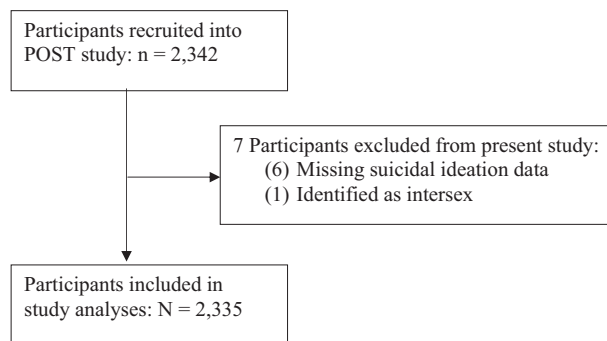 Participants recruited into
POST study: n = 2,342
7 Participants excluded from present study:
(6) Missing suicidal ideation data
(1) Identified as intersex
Participants included in
study analyses: N = 2,335